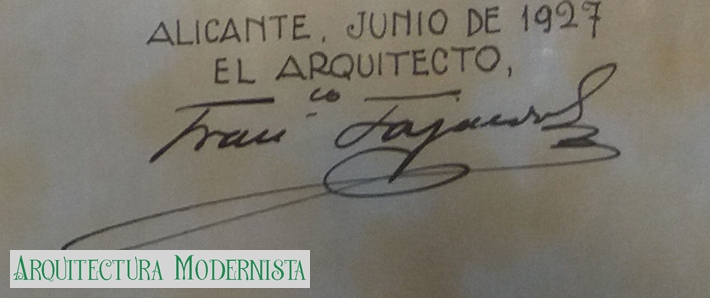 ALICANTE, JUNIO DE 1927
EL ARQUITECTO,
Fran.co Fajardo
ARQUITECTURA MODERNISTA